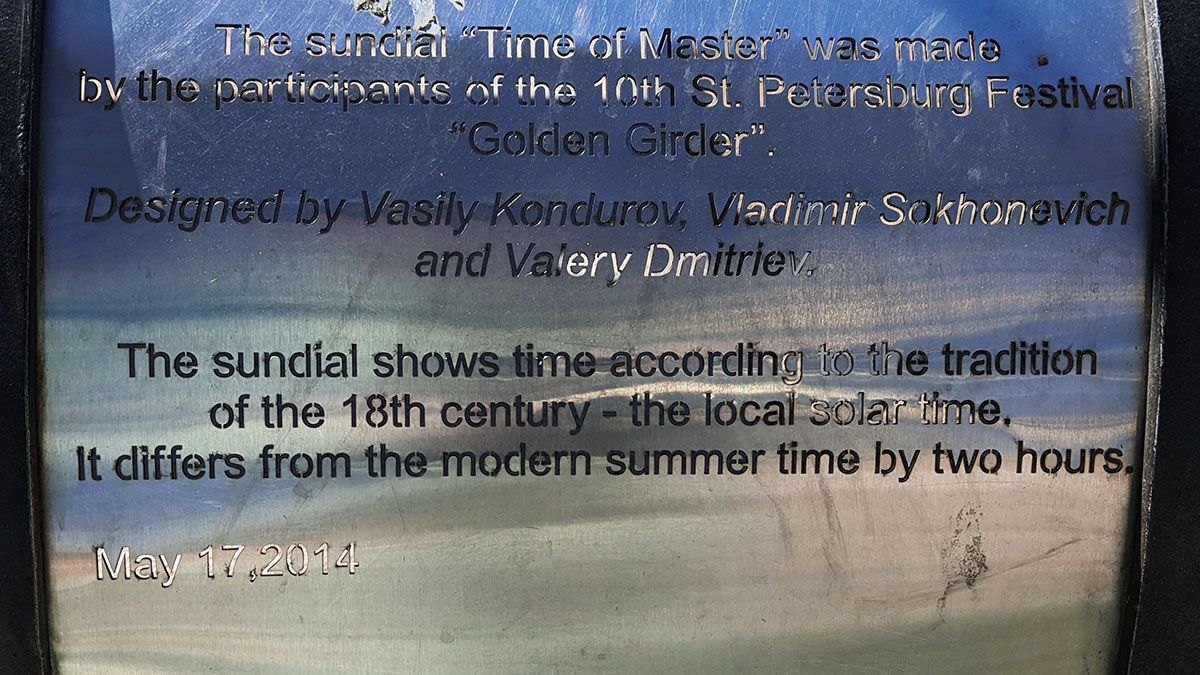 The sundial “Time of Master” was made
by the participants of the 10th St. Petersburg Festival
“Golden Girder”.
Designed by Vasily Kondurov, Vladimir Sokhonevich
and Valery Dmitriev.
The sundial shows time according to the tradition
of the 18th century - the local solar time.
It differs from the modern summer time by two hours.
May 17,2014